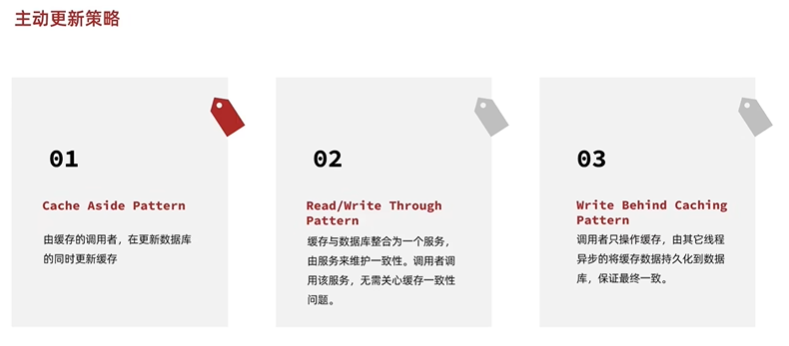 主动更新策略
01
Cache Aside Pattern
由缓存的调用者，在更新数据库
的同时更新缓存
02
Read/Write Through
Pattern
缓存与数据库整合为一个服务，
由服务来维护一致性。调用者调
用该服务，无需关心缓存一致性
问题。
03
Write Behind Caching
Pattern
调用者只操作缓存，由其它线程
异步的将缓存数据持久化到数据
库，保证最终一致。